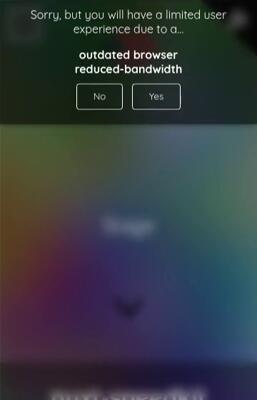 Sorry, but you will have a limited user
experience due to a...
outdated browser
reduced-bandwidth
No
Yes